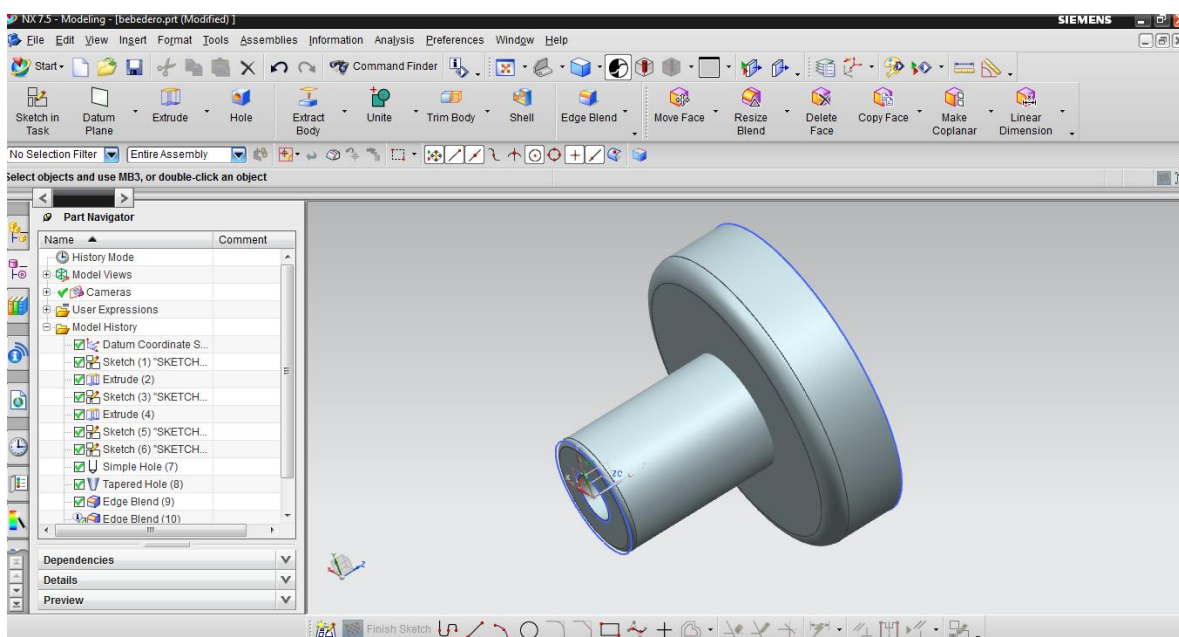 NX 7.5 - Modeling - [bebedero.prt (Modified) ]
SIEMENS
File Edit View Insert Format Tools Assemblies Information Analysis Preferences Window Help
Start Command Finder
Sketch in Task Datum Plane Extrude Hole Extract Body Unite Trim Body Shell Edge Blend Move Face Resize Blend Delete Face Copy Face Make Coplanar Linear Dimension
No Selection Filter Entire Assembly
Select objects and use MB3, or double-click an object
Part Navigator
Name Comment
History Mode
Model Views
Cameras
User Expressions
Model History
Datum Coordinate S...
Sketch (1) "SKETCH...
Extrude (2)
Sketch (3) "SKETCH...
Extrude (4)
Sketch (5) "SKETCH...
Sketch (6) "SKETCH...
Simple Hole (7)
Tapered Hole (8)
Edge Blend (9)
Edge Blend (10)
Dependencies
Details
Preview
Finish Sketch